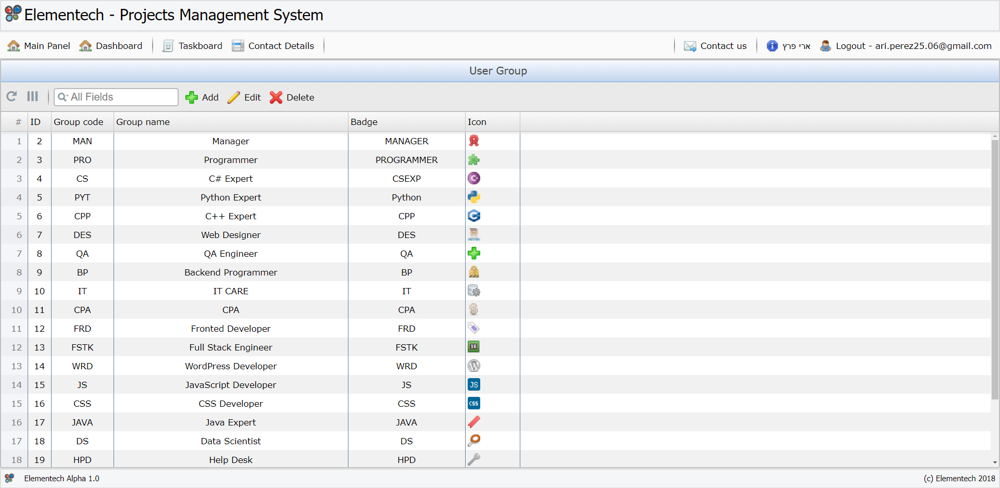 Elementech - Projects Management System
Main Panel Dashboard Taskboard Contact Details Contact us ארי פרץ Logout - ari.perez25.06@gmail.com
User Group
All Fields Add Edit Delete
# ID Group code Group name Badge Icon
1 2 MAN Manager MANAGER
2 3 PRO Programmer PROGRAMMER
3 4 CS C# Expert CSEXP
4 5 PYT Python Expert Python
5 6 CPP C++ Expert CPP
6 7 DES Web Designer DES
7 8 QA QA Engineer QA
8 9 BP Backend Programmer BP
9 10 IT IT CARE IT
10 11 CPA CPA CPA
11 12 FRD Fronted Developer FRD
12 13 FSTK Full Stack Engineer FSTK 16
13 14 WRD WordPress Developer WRD
14 15 JS JavaScript Developer JS JS
15 16 CSS CSS Developer CSS CSS
16 17 JAVA Java Expert JAVA
17 18 DS Data Scientist DS
18 19 HPD Help Desk HPD
Elementech Alpha 1.0 (c) Elementech 2018